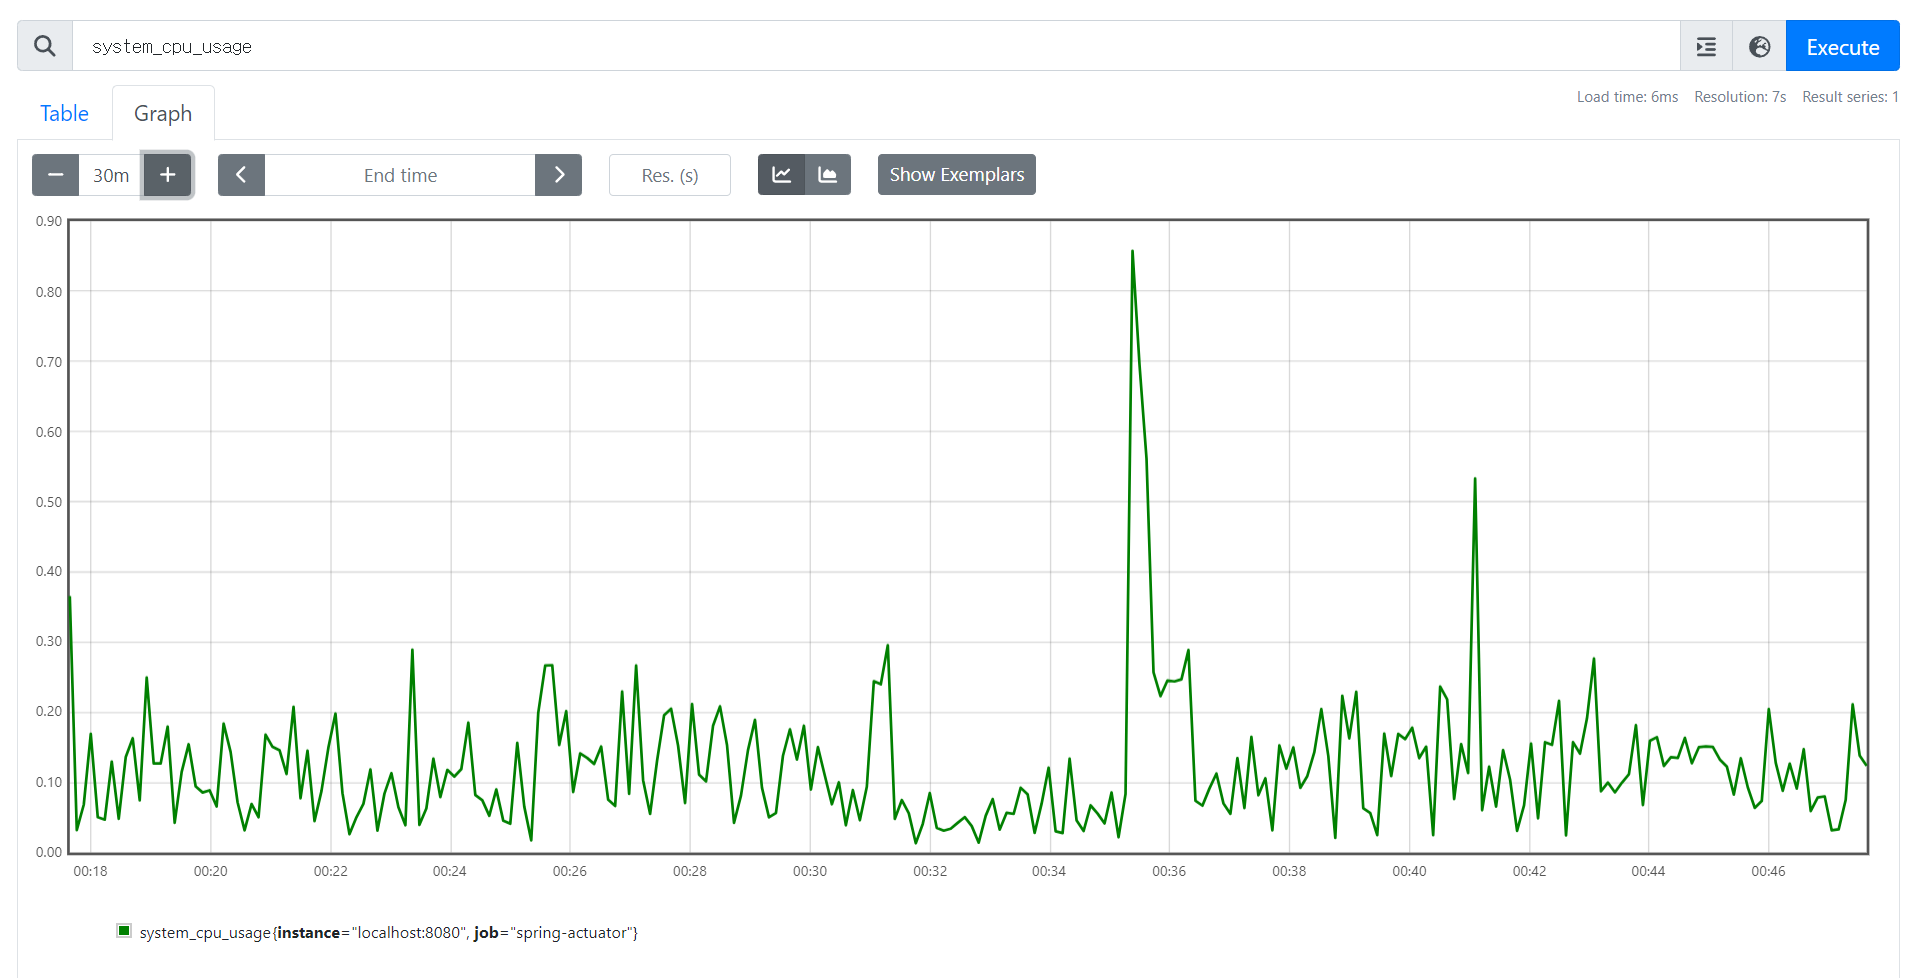 system_cpu_usage
Execute
Table
Graph
Load time: 6ms Resolution: 7s Result series: 1
30m
End time
Res. (s)
Show Exemplars
0.90
0.80
0.70
0.60
0.50
0.40
0.30
0.20
0.10
0.00
00:18 00:20 00:22 00:24 00:26 00:28 00:30 00:32 00:34 00:36 00:38 00:40 00:42 00:44 00:46
system_cpu_usage{instance="localhost:8080", job="spring-actuator"}